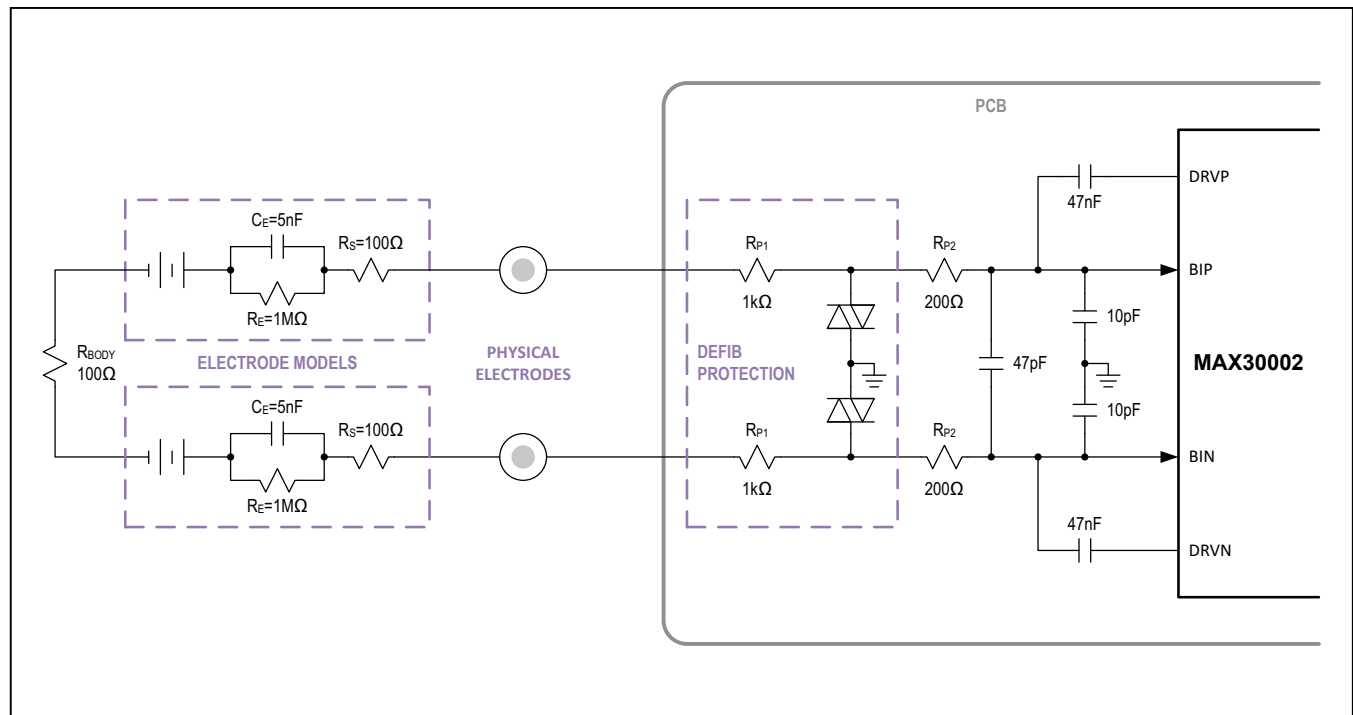 PCB
DRVP
47nF
CE=5nF
RS=100Ω
RP1
RP2
BIP
1kΩ
200Ω
10pF
RE=1MΩ
RBODY
100Ω
ELECTRODE MODELS
PHYSICAL
ELECTRODES
DEFIB
PROTECTION
47pF
MAX30002
CE=5nF
RS=100Ω
RP1
RP2
10pF
BIN
1kΩ
200Ω
RE=1MΩ
47nF
DRVN